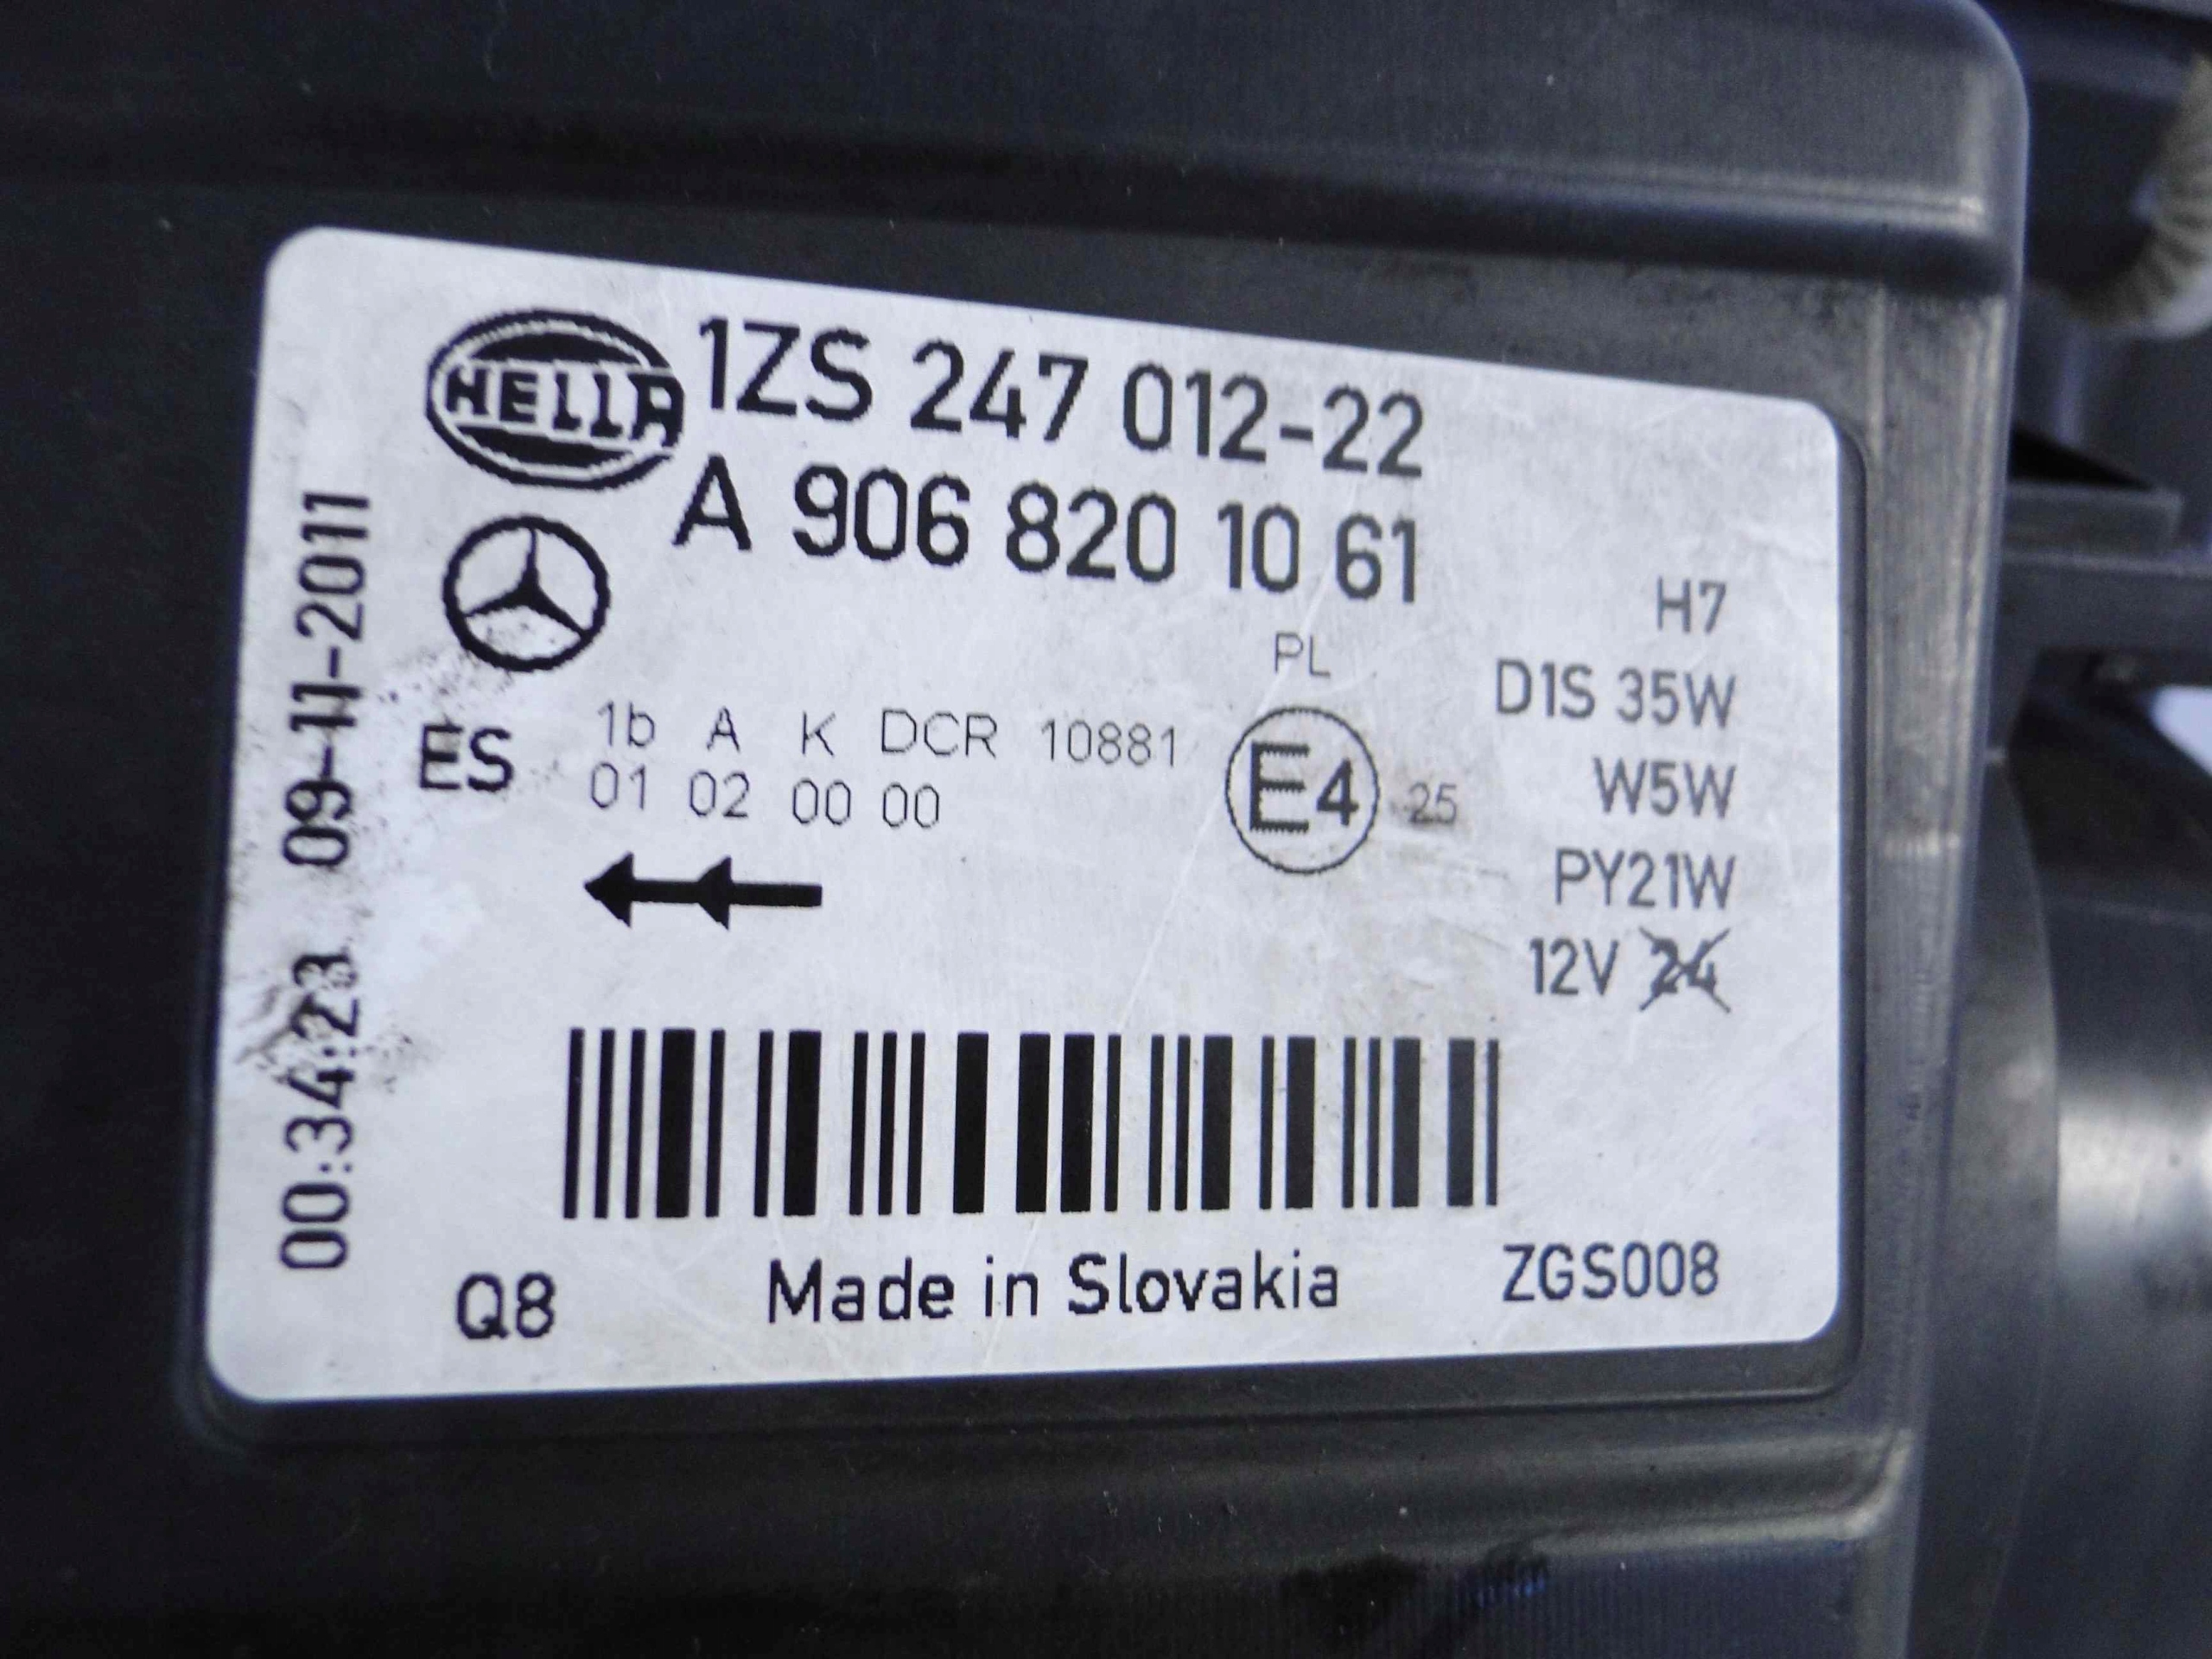 HELLA 1ZS 247 012-22
A 906 820 10 61
H7
PL
D1S 35W
ES 1b A K DCR 10881
01 02 00 00
E4 25
W5W
PY21W
12V 24
00:34:23 09-11-2011
Q8 Made in Slovakia ZGS008